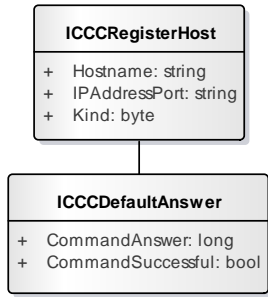 ICCCRegisterHost
+ Hostname: string
+ IPAddressPort: string
+ Kind: byte
ICCCDefaultAnswer
+ CommandAnswer: long
+ CommandSuccessful: bool